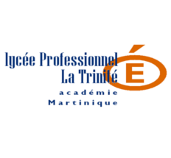 lycée Professionnel
La Trinité
académie
Martinique
É